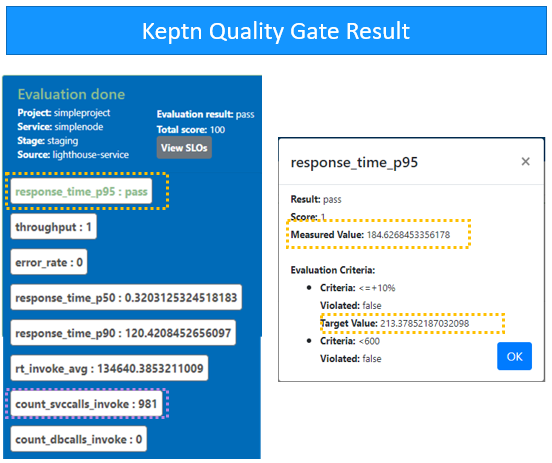 Keptn Quality Gate Result
Evaluation done
Project: simpleproject
Service: simplenode
Stage: staging
Source: lighthouse-service
Evaluation result: pass
Total score: 100
View SLOs
response_time_p95 : pass
throughput : 1
error_rate : 0
response_time_p50 : 0.3203125324518183
response_time_p90 : 120.4208452656097
rt_invoke_avg : 134640.3853211009
count_svccalls_invoke : 981
count_dbcalls_invoke : 0
response_time_p95 ×
Result: pass
Score: 1
Measured Value: 184.6268453356178
Evaluation Criteria:
• Criteria: <=+10%
Violated: false
Target Value: 213.37852187032098
• Criteria: <600
Violated: false
OK